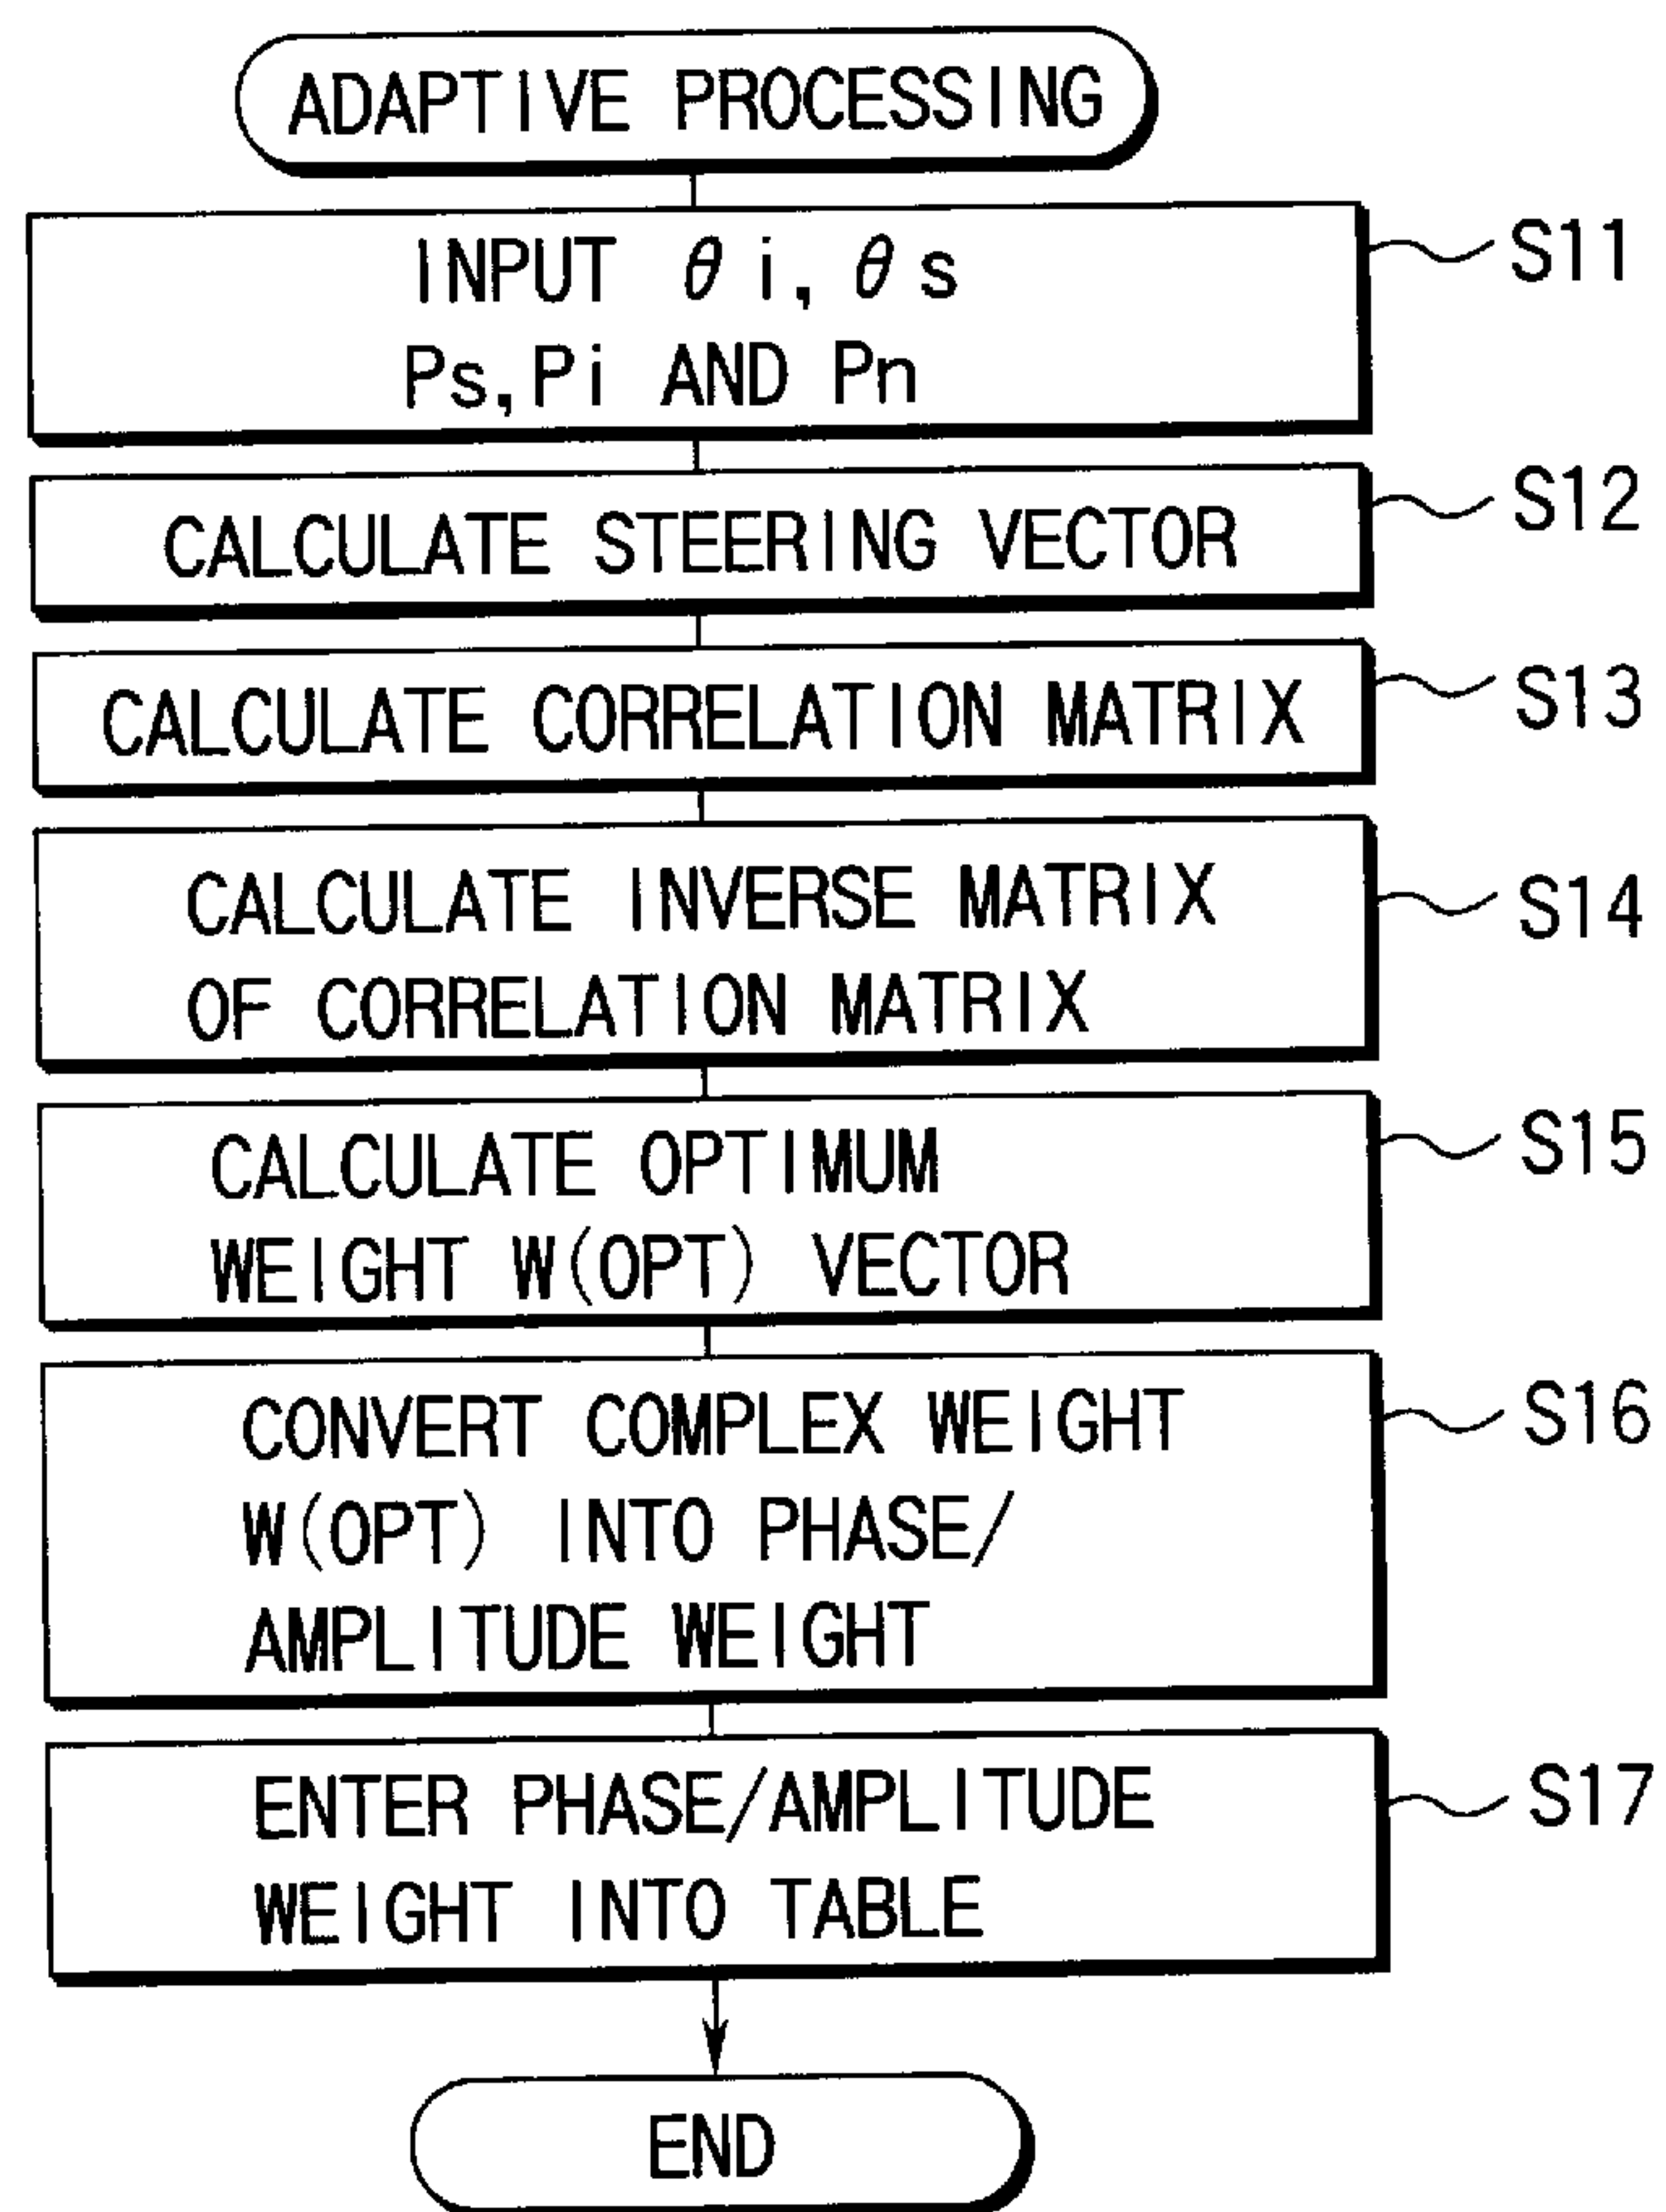 ADAPTIVE PROCESSING
INPUT θi, θs
Ps, Pi AND Pn
S11
CALCULATE STEERING VECTOR
S12
CALCULATE CORRELATION MATRIX
S13
CALCULATE INVERSE MATRIX
OF CORRELATION MATRIX
S14
CALCULATE OPTIMUM
WEIGHT W(OPT) VECTOR
S15
CONVERT COMPLEX WEIGHT
W(OPT) INTO PHASE/
AMPLITUDE WEIGHT
S16
ENTER PHASE/AMPLITUDE
WEIGHT INTO TABLE
S17
END